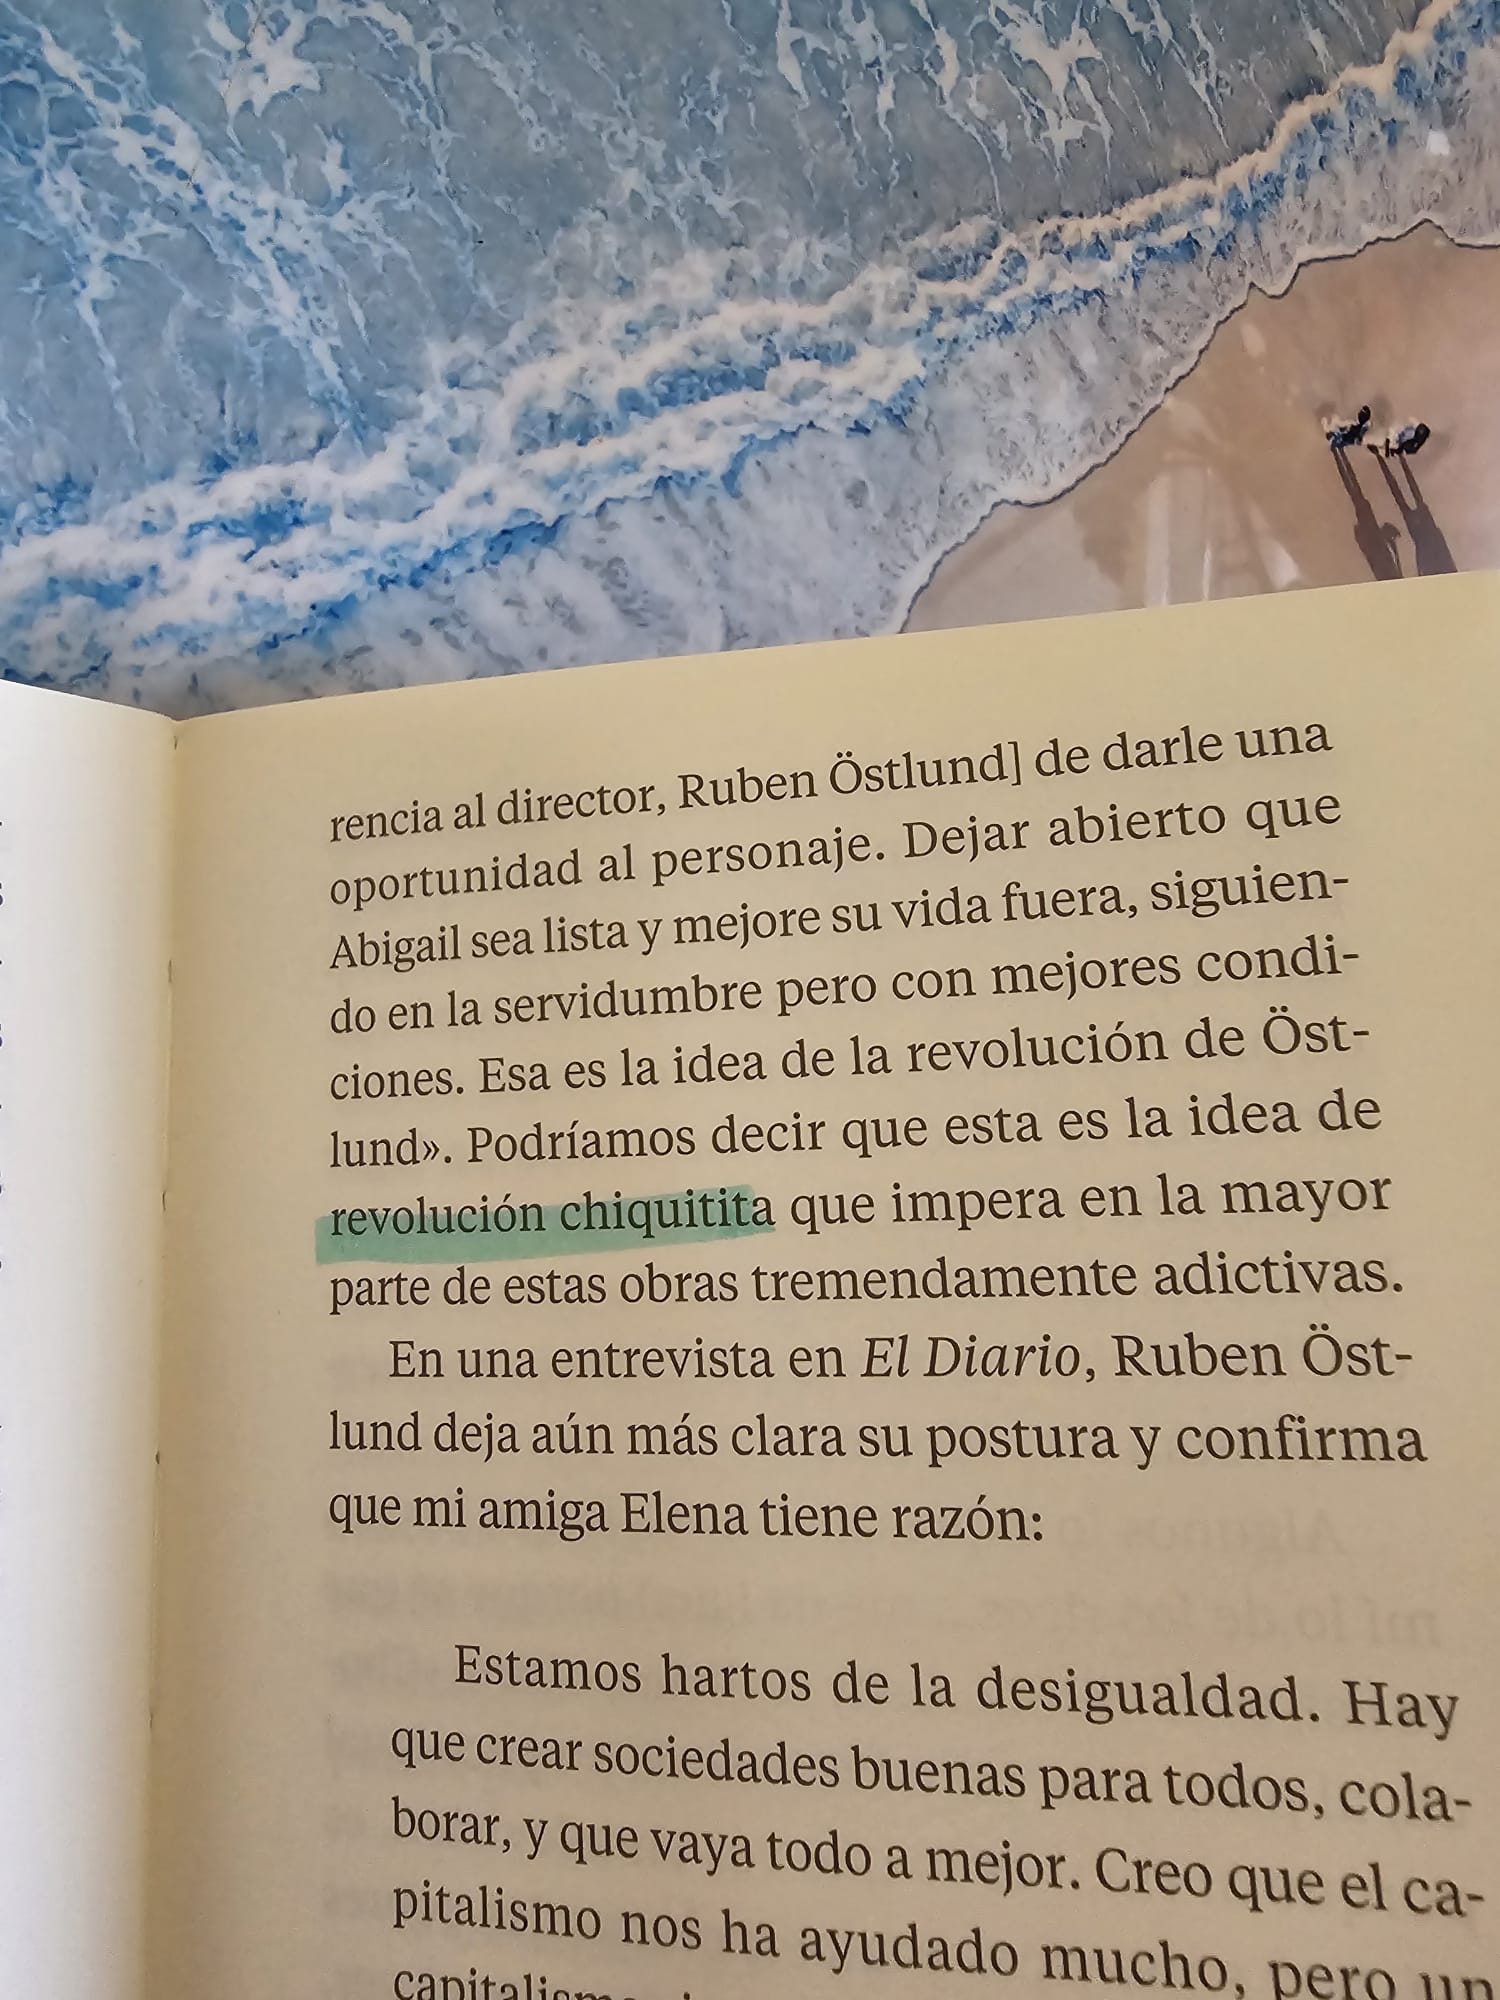 rencia al director, Ruben Östlund] de darle una
oportunidad al personaje. Dejar abierto que
Abigail sea lista y mejore su vida fuera, siguien-
do en la servidumbre pero con mejores condi-
ciones. Esa es la idea de la revolución de Öst-
lund». Podríamos decir que esta es la idea de
revolución chiquitita que impera en la mayor
parte de estas obras tremendamente adictivas.
En una entrevista en El Diario, Ruben Öst-
lund deja aún más clara su postura y confirma
que mi amiga Elena tiene razón:
Estamos hartos de la desigualdad. Hay
que crear sociedades buenas para todos, cola-
borar, y que vaya todo a mejor. Creo que el ca-
pitalismo nos ha ayudado mucho, pero un